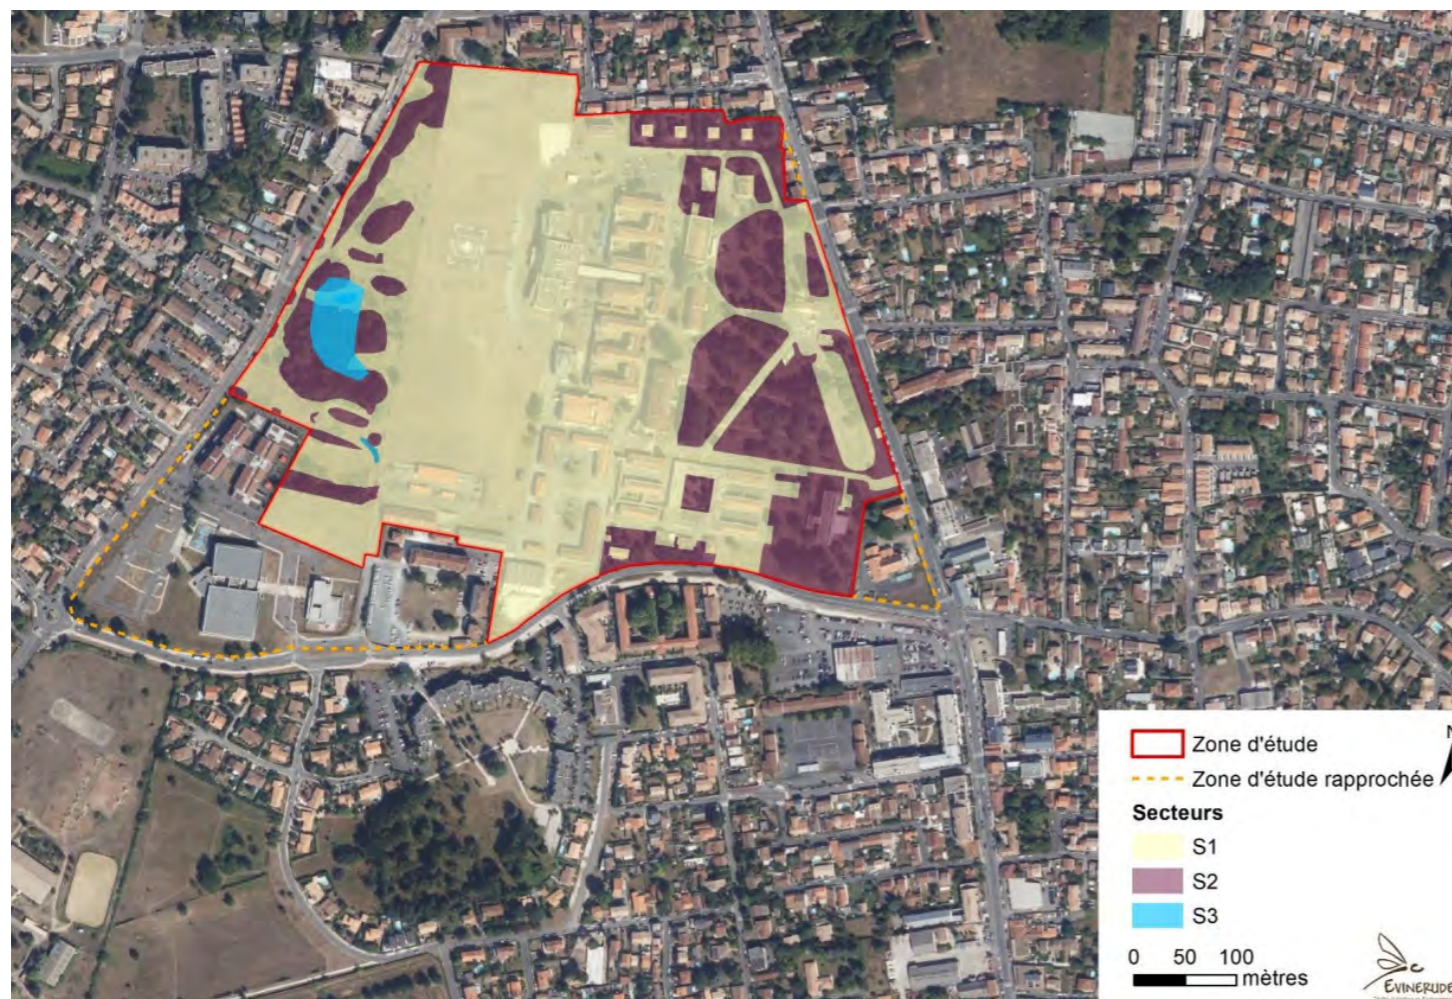 Zone d'étude
N
Zone d'étude rapprochée
Secteurs
S1
S2
S3
0 50 100
mètres
EVINERUDE